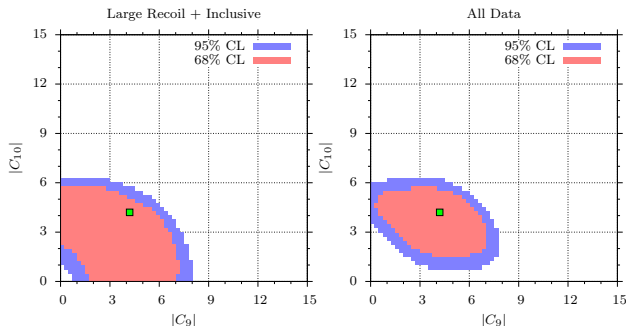 Large Recoil + Inclusive
15
12
9
6
3
0
|C₁₀|
95% CL
68% CL
0 3 6 9 12 15
|C₉|
All Data
15
12
9
6
3
0
|C₁₀|
95% CL
68% CL
0 3 6 9 12 15
|C₉|